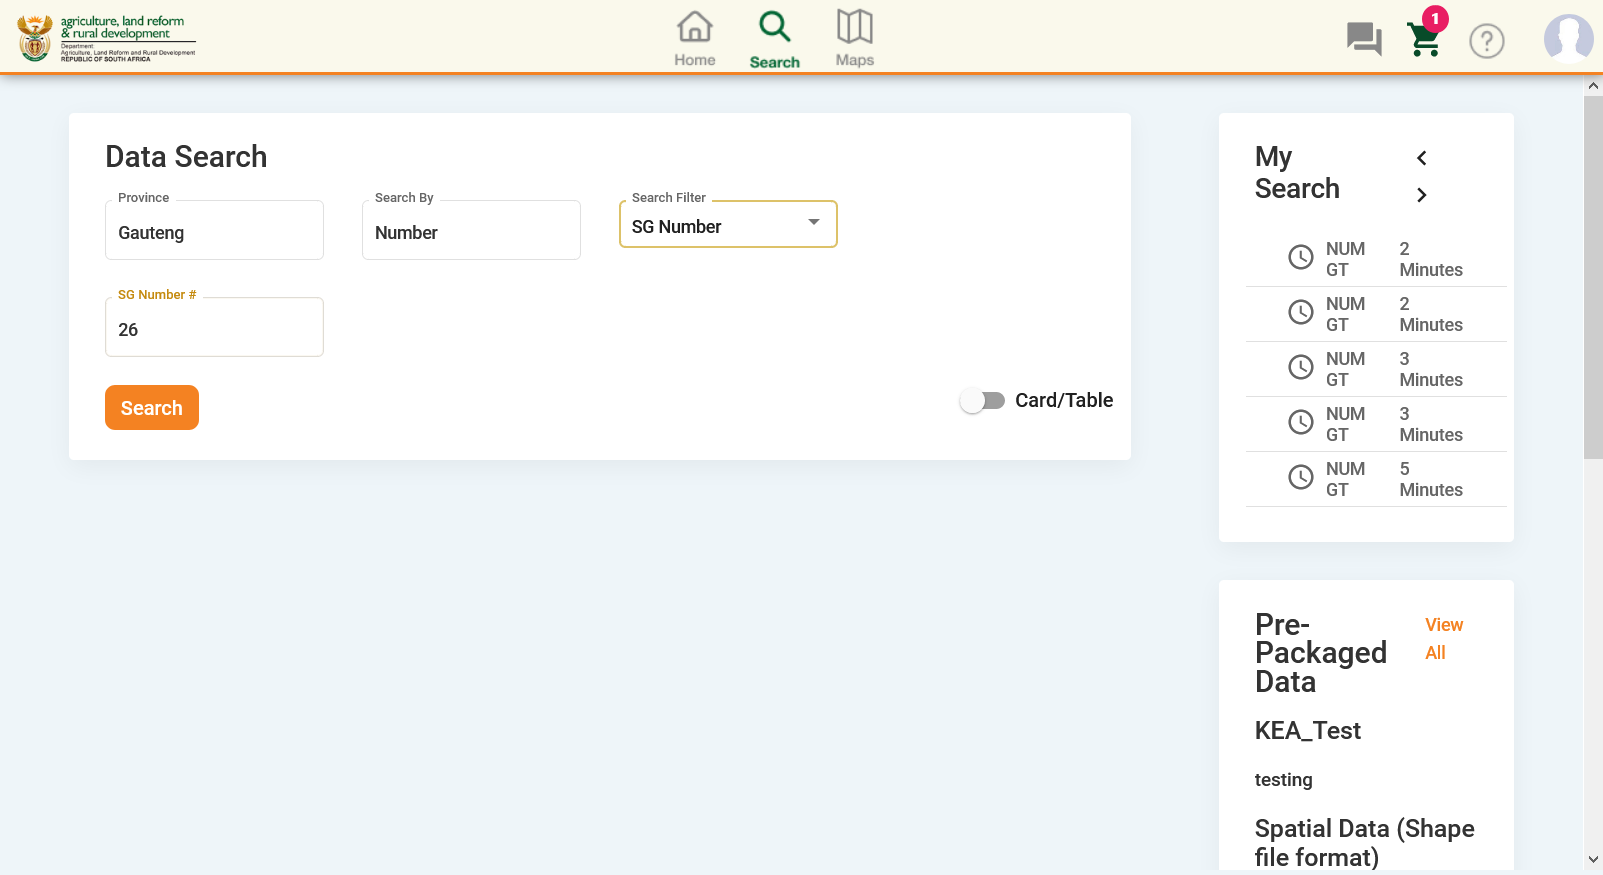 agriculture, land reform
& rural development
Department:
Agriculture, Land Reform and Rural Development
REPUBLIC OF SOUTH AFRICA
Home
Search
Maps
1
?
Data Search
Province
Gauteng
Search By
Number
Search Filter
SG Number
SG Number #
26
Search
Card/Table
My
Search
NUM
GT
2
Minutes
NUM
GT
2
Minutes
NUM
GT
3
Minutes
NUM
GT
3
Minutes
NUM
GT
5
Minutes
Pre-
Packaged
Data
View
All
KEA_Test
testing
Spatial Data (Shape
file format)